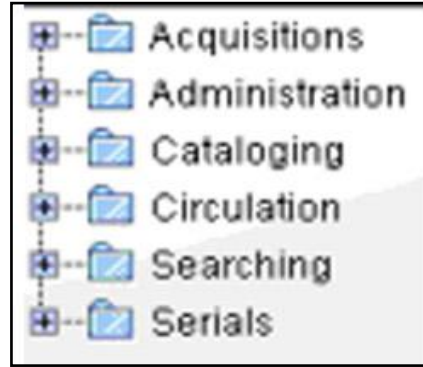 Acquisitions
Administration
Cataloging
Circulation
Searching
Serials